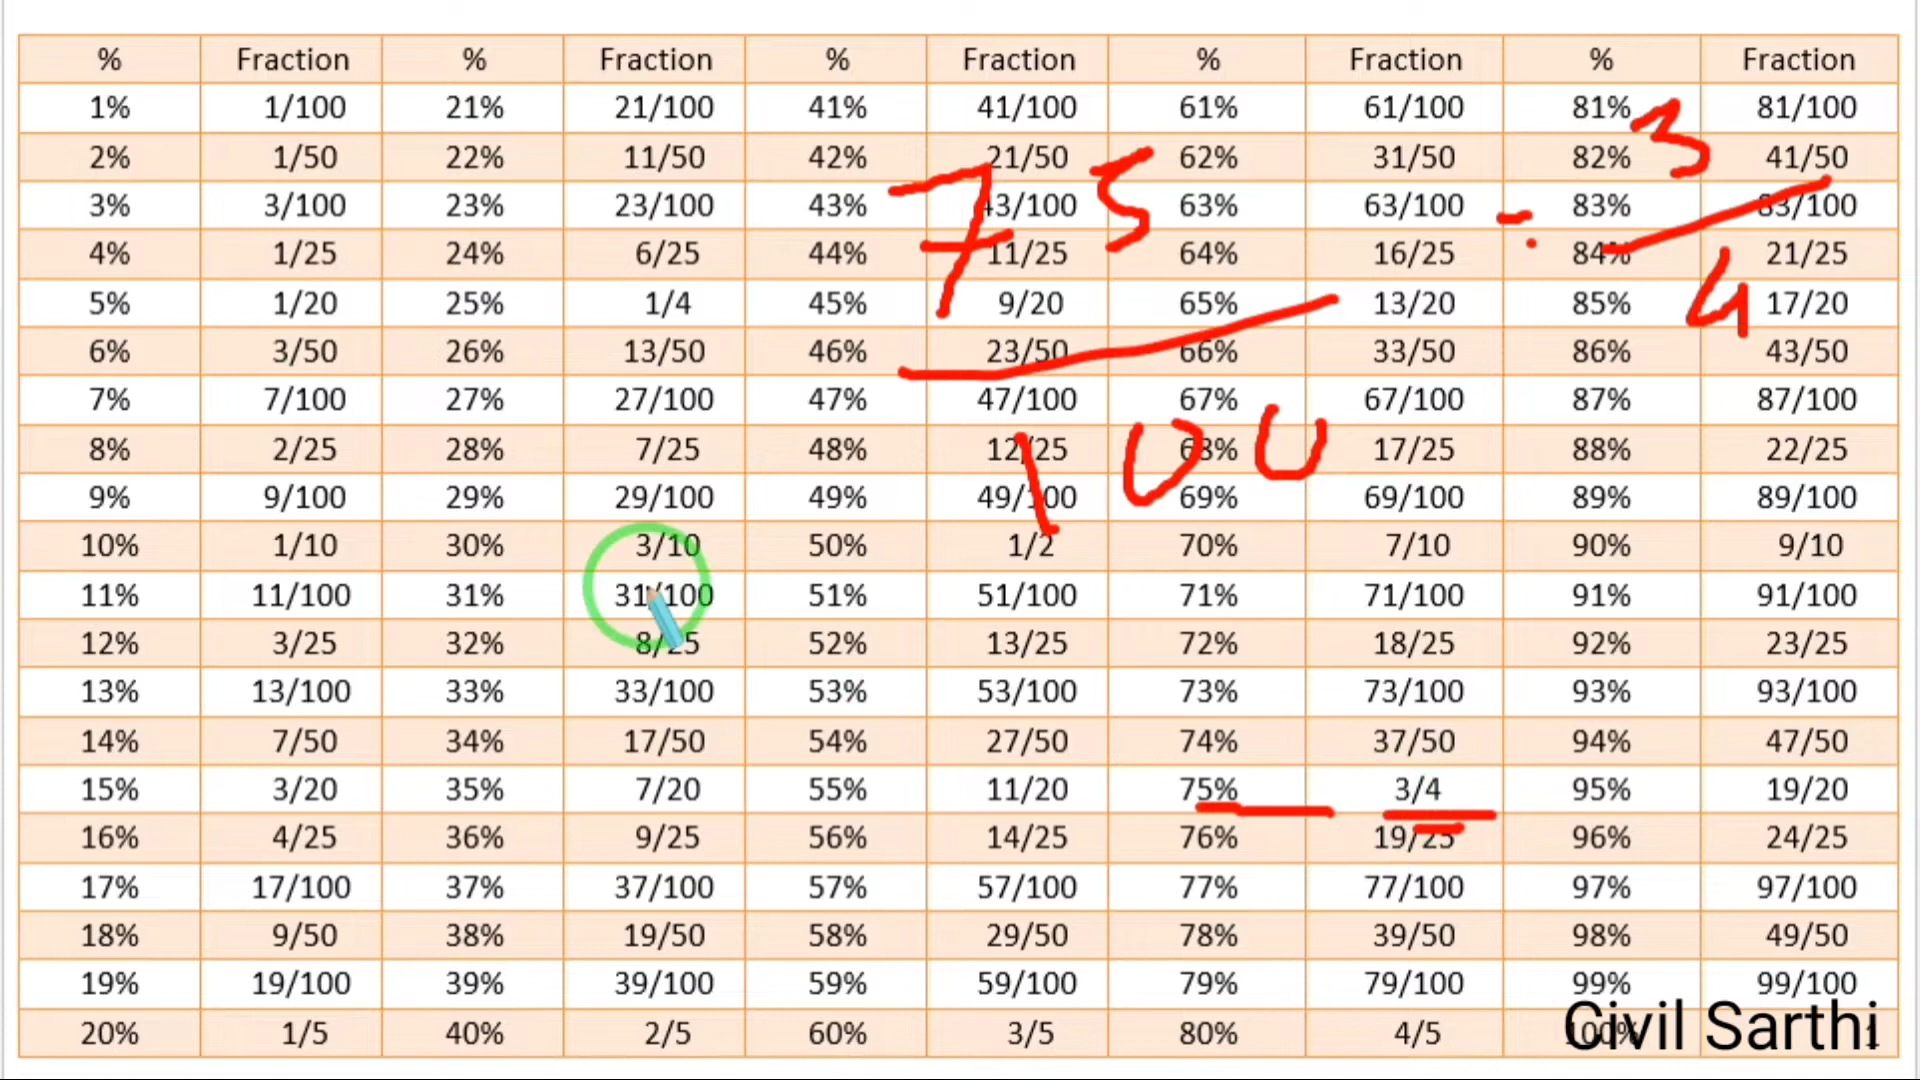 % Fraction % Fraction % Fraction % Fraction % Fraction
1% 1/100 21% 21/100 41% 41/100 61% 61/100 81% 81/100
2% 1/50 22% 11/50 42% 21/50 62% 31/50 82% 41/50
3% 3/100 23% 23/100 43% 43/100 63% 63/100 83% 83/100
4% 1/25 24% 6/25 44% 11/25 64% 16/25 84% 21/25
5% 1/20 25% 1/4 45% 9/20 65% 13/20 85% 17/20
6% 3/50 26% 13/50 46% 23/50 66% 33/50 86% 43/50
7% 7/100 27% 27/100 47% 47/100 67% 67/100 87% 87/100
8% 2/25 28% 7/25 48% 12/25 68% 17/25 88% 22/25
9% 9/100 29% 29/100 49% 49/100 69% 69/100 89% 89/100
10% 1/10 30% 3/10 50% 1/2 70% 7/10 90% 9/10
11% 11/100 31% 31/100 51% 51/100 71% 71/100 91% 91/100
12% 3/25 32% 8/25 52% 13/25 72% 18/25 92% 23/25
13% 13/100 33% 33/100 53% 53/100 73% 73/100 93% 93/100
14% 7/50 34% 17/50 54% 27/50 74% 37/50 94% 47/50
15% 3/20 35% 7/20 55% 11/20 75% 3/4 95% 19/20
16% 4/25 36% 9/25 56% 14/25 76% 19/25 96% 24/25
17% 17/100 37% 37/100 57% 57/100 77% 77/100 97% 97/100
18% 9/50 38% 19/50 58% 29/50 78% 39/50 98% 49/50
19% 19/100 39% 39/100 59% 59/100 79% 79/100 99% 99/100
20% 1/5 40% 2/5 60% 3/5 80% 4/5 100% 1
75
100
3
4
Civil Sarthi